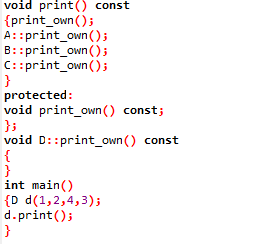 void print() const
{print_own();
A::print_own();
B::print_own();
C::print_own();
}
protected:
void print_own() const;
};
void D::print_own() const
{
}
int main()
{D d(1,2,4,3);
d.print();
}